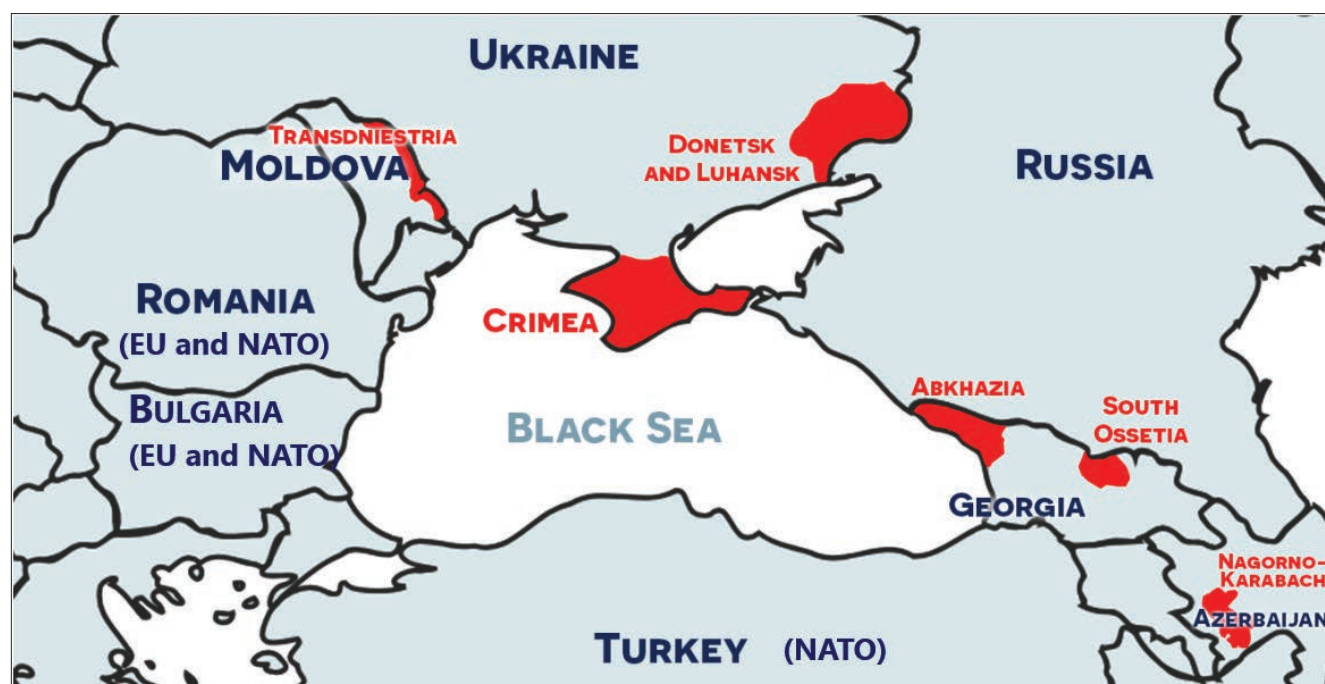 UKRAINE
TRANSDNIESTRIA
MOLDOVA
DONETSK
AND LUHANSK
RUSSIA
ROMANIA
(EU and NATO)
CRIMEA
BULGARIA
(EU and NATO)
BLACK SEA
ABKHAZIA
SOUTH
OSSETIA
GEORGIA
NAGORNO-
KARABACH
AZERBAIJAN
TURKEY (NATO)